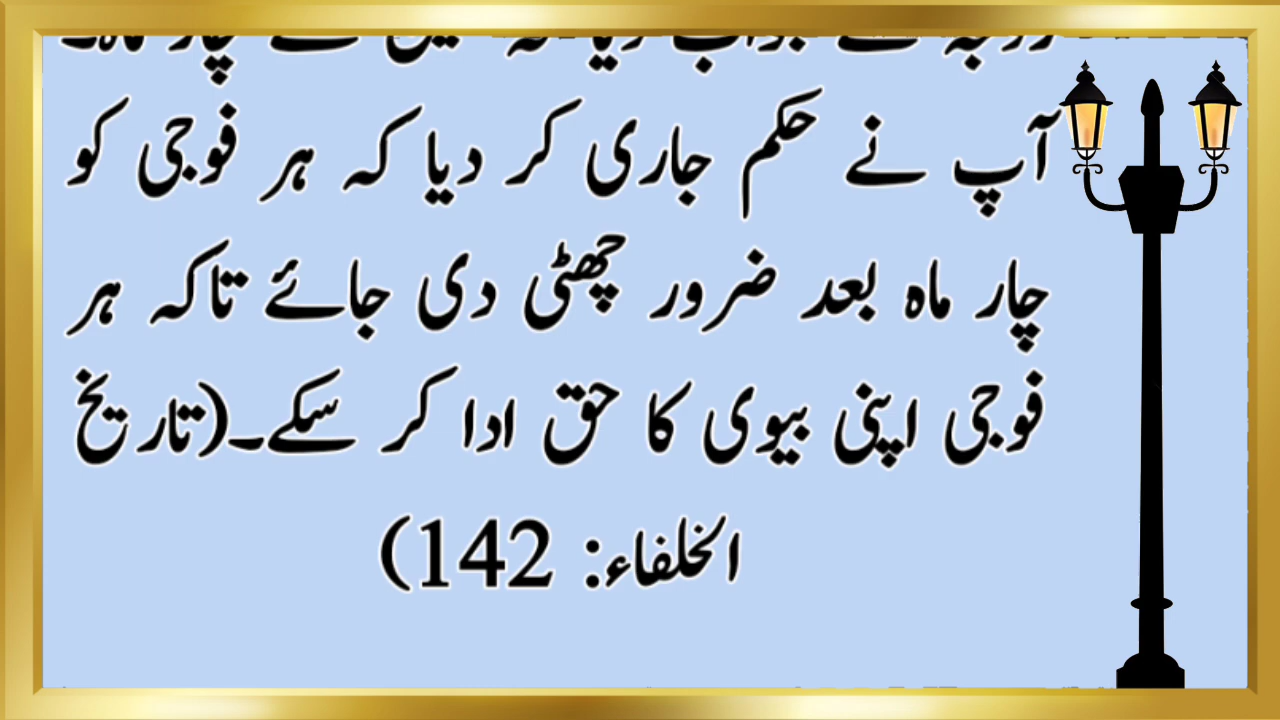 آپ نے حکم جاری کر دیا کہ ہر فوجی کو
چار ماہ بعد ضرور چھٹی دی جائے تاکہ ہر
فوجی اپنی بیوی کا حق ادا کر سکے۔(تاریخ
الخلفاء: 142)